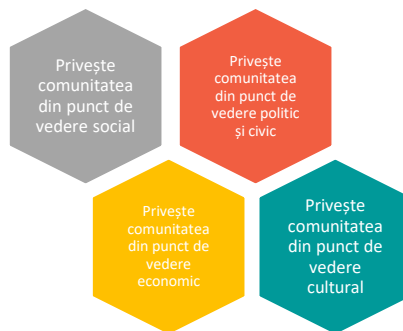 Privește
comunitatea
din punct de
vedere social
Privește
comunitatea
din punct de
vedere politic
și civic
Privește
comunitatea
din punct de
vedere
economic
Privește
comunitatea
din punct de
vedere
cultural